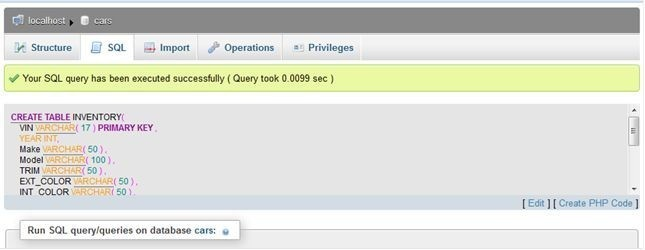 localhost ▸ cars
Structure SQL Import Operations Privileges
Your SQL query has been executed successfully ( Query took 0.0099 sec )
CREATE TABLE INVENTORY(
VIN VARCHAR( 17 ) PRIMARY KEY ,
YEAR INT,
Make VARCHAR( 50 ) ,
Model VARCHAR( 100 ) ,
TRIM VARCHAR( 50 ) ,
EXT_COLOR VARCHAR( 50 ) ,
INT_COLOR VARCHAR( 50 ) ,
[ Edit ] [ Create PHP Code ]
Run SQL query/queries on database cars: